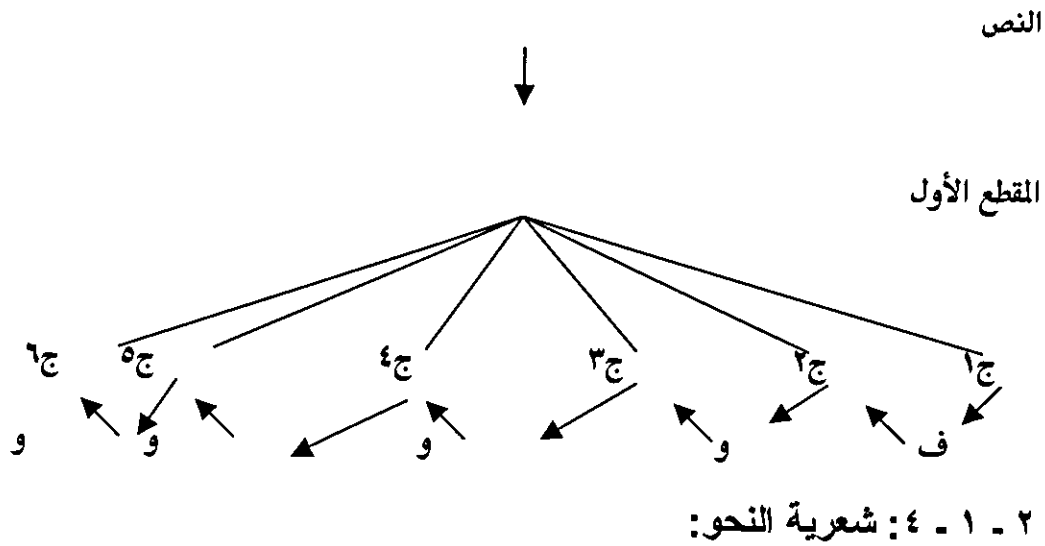 النص
المقطع الأول
ج١ ج٢ ج٣ ج٤ ج٥ ج٦
ف و و و و
٢ - ١ - ٤: شعرية النحو: